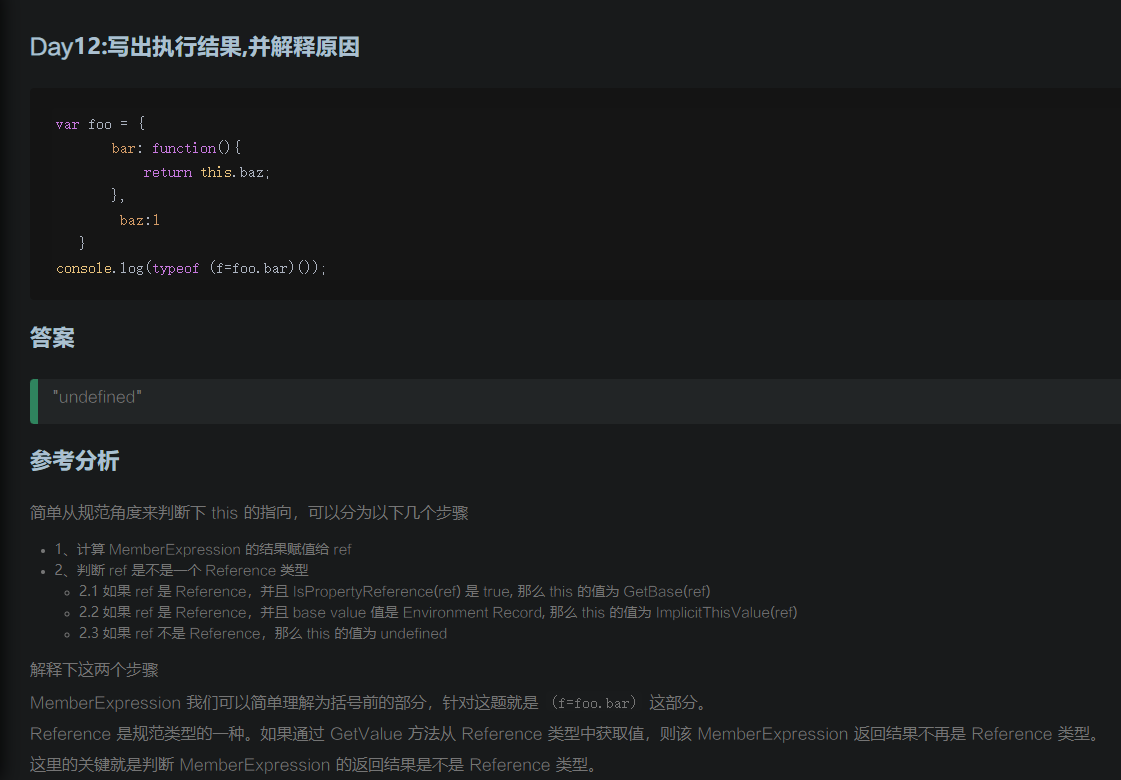 Day12:写出执行结果,并解释原因
var foo = {
bar: function(){
return this.baz;
},
baz:1
}
console.log(typeof (f=foo.bar)());
答案
"undefined"
参考分析
简单从规范角度来判断下 this 的指向，可以分为以下几个步骤
• 1、计算 MemberExpression 的结果赋值给 ref
• 2、判断 ref 是不是一个 Reference 类型
◦ 2.1 如果 ref 是 Reference，并且 IsPropertyReference(ref) 是 true, 那么 this 的值为 GetBase(ref)
◦ 2.2 如果 ref 是 Reference，并且 base value 值是 Environment Record, 那么 this 的值为 ImplicitThisValue(ref)
◦ 2.3 如果 ref 不是 Reference，那么 this 的值为 undefined
解释下这两个步骤
MemberExpression 我们可以简单理解为括号前的部分，针对这题就是 （f=foo.bar） 这部分。
Reference 是规范类型的一种。如果通过 GetValue 方法从 Reference 类型中获取值，则该 MemberExpression 返回结果不再是 Reference 类型。
这里的关键就是判断 MemberExpression 的返回结果是不是 Reference 类型。